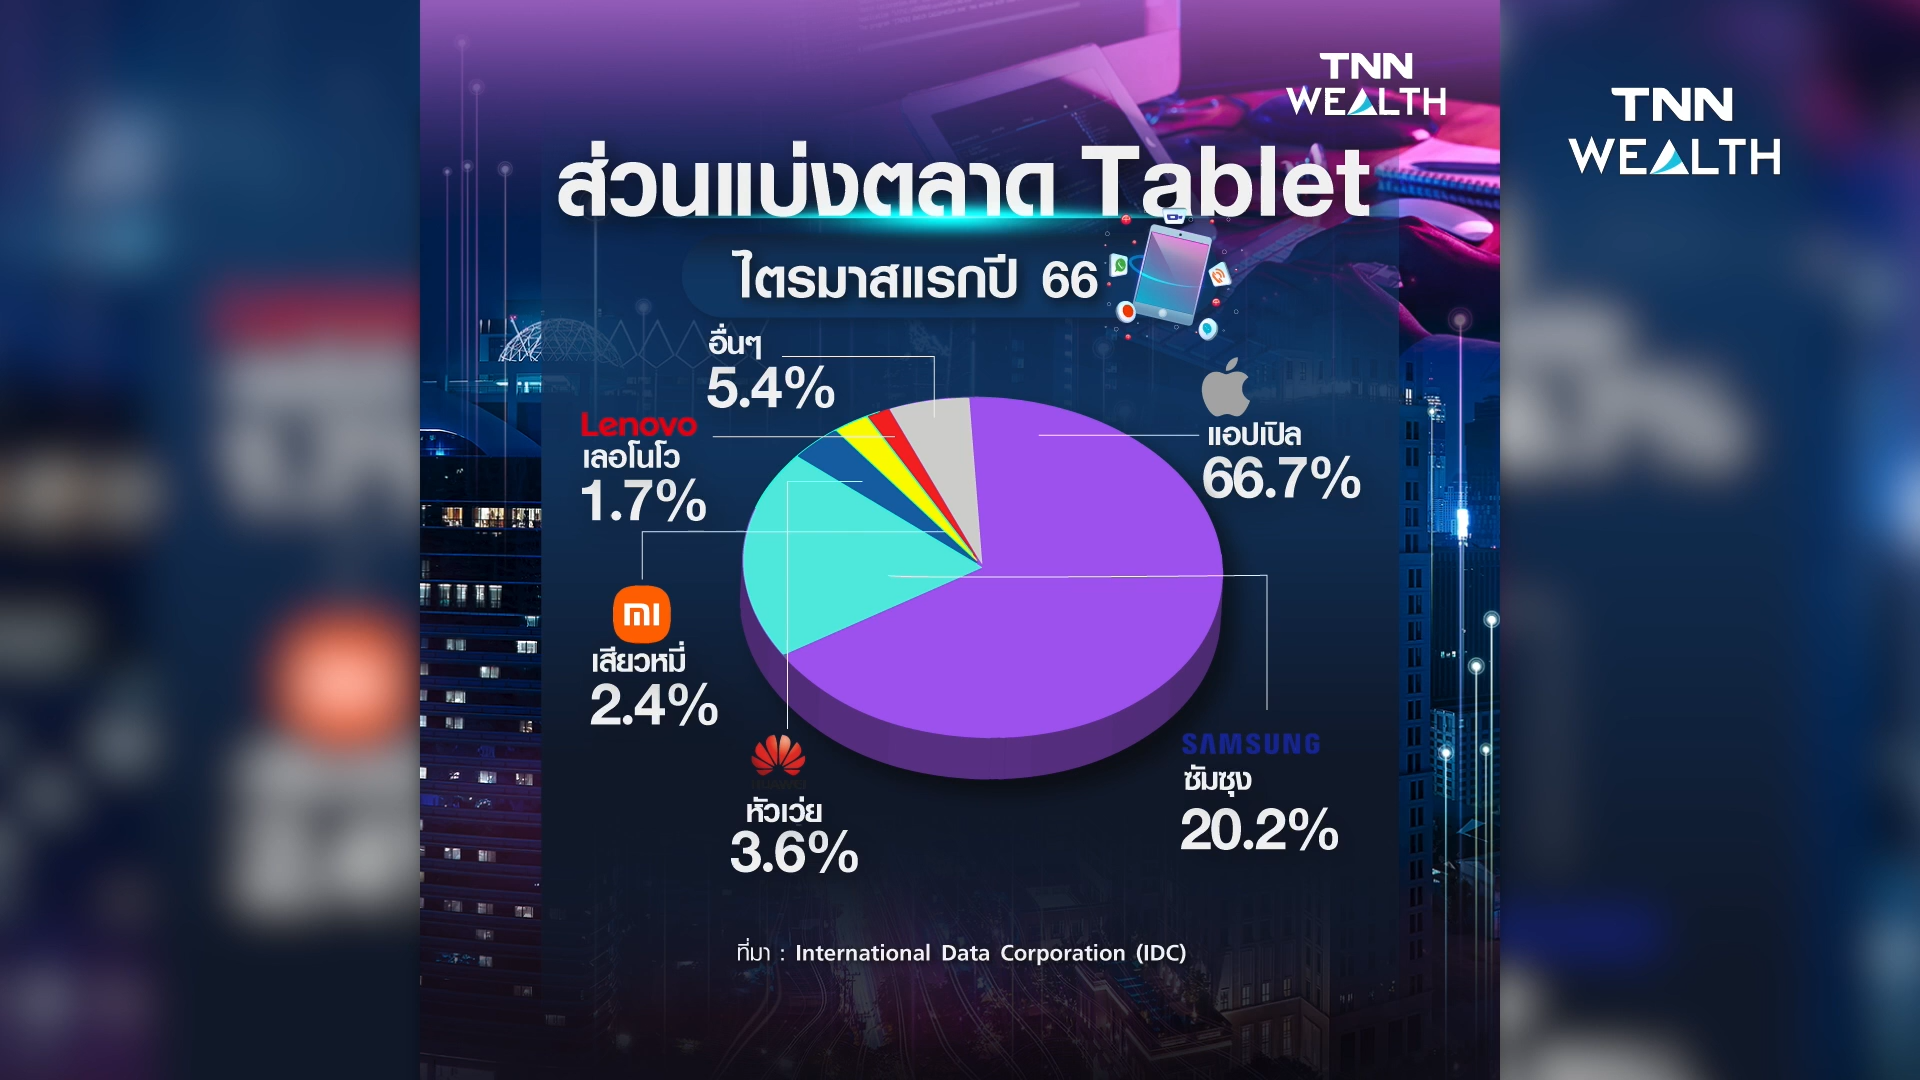 TNN
WEALTH
TNN
WEALTH
ส่วนแบ่งตลาด Tablet
ไตรมาสแรกปี 66
อื่นๆ
5.4%
Lenovo
เลอโนโว
1.7%
แอปเปิล
66.7%
mi
เสียวหมี่
2.4%
HUAWEI
หัวเว่ย
3.6%
SAMSUNG
ซัมซุง
20.2%
ที่มา : International Data Corporation (IDC)